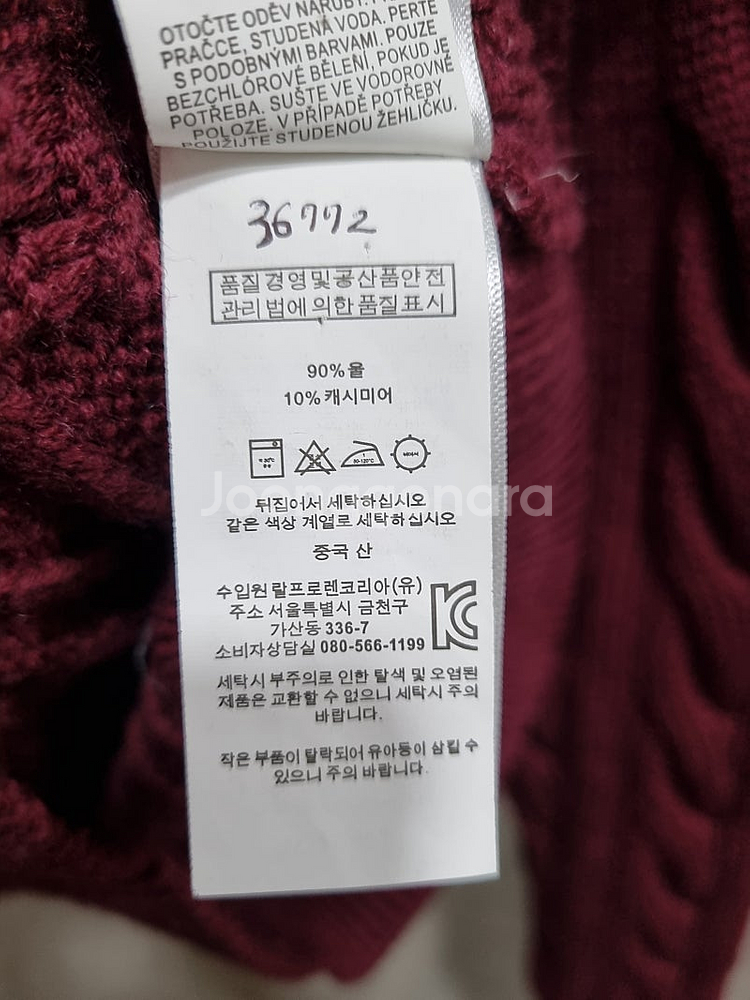 OTOČTE ODĚV NARUBY.
PRAČCE, STUDENÁ VODA. PERTE
S PODOBNÝMI BARVAMI, POUZE
BEZCHLÓROVÉ BĚLENÍ, POKUD JE
POTŘEBA. SUŠTE VE VODOROVNÉ
POLOZE. V PŘÍPADĚ POTŘEBY
POUŽIJTE STUDENOU ŽEHLIČKU.
36772
품질경영및공산품안전
관리법에의한품질표시
90%울
10%캐시미어
Joonggonara
뒤집어서 세탁하십시오
같은 색상 계열로 세탁하십시오
중국 산
수입원 랄프로렌코리아(유)
주소 서울특별시 금천구
가산동 336-7
소비자상담실 080-566-1199
세탁시 부주의로 인한 탈색 및 오염된
제품은 교환할 수 없으니 세탁시 주의
바랍니다.
작은 부품이 탈락되어 유아등이 삼킬 수
있으니 주의 바랍니다.